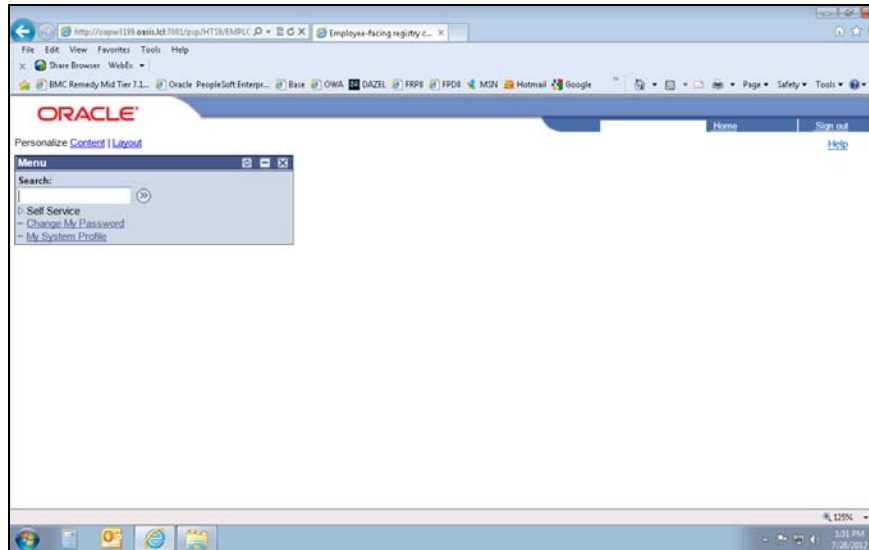 http://oapw3199.oasis.lcl:7001/psp/HTS9/EMPLC
Employee-facing registry c...
File Edit View Favorites Tools Help
Share Browser WebEx
BMC Remedy Mid Tier 7.1... Oracle PeopleSoft Enterpr... Base OWA DAZEL FRP8 FPD8 MSN Hotmail Google Page Safety Tools
ORACLE
Home Sign out
Personalize Content | Layout Help
Menu
Search:
Self Service
Change My Password
My System Profile
125%
1:51 PM
7/28/2012